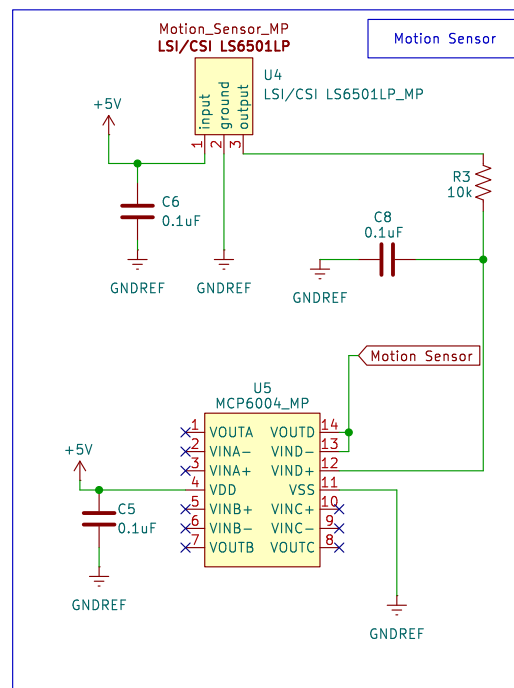 Motion_Sensor_MP
LSI/CSI LS6501LP
Motion Sensor
U4
LSI/CSI LS6501LP_MP
input
ground
output
1
2
3
+5V
C6
0.1uF
GNDREF
GNDREF
R3
10k
C8
0.1uF
GNDREF
Motion Sensor
U5
MCP6004_MP
1 VOUTA VOUTD 14
2 VINA- VIND- 13
3 VINA+ VIND+ 12
4 VDD VSS 11
5 VINB+ VINC+ 10
6 VINB- VINC- 9
7 VOUTB VOUTC 8
+5V
C5
0.1uF
GNDREF
GNDREF